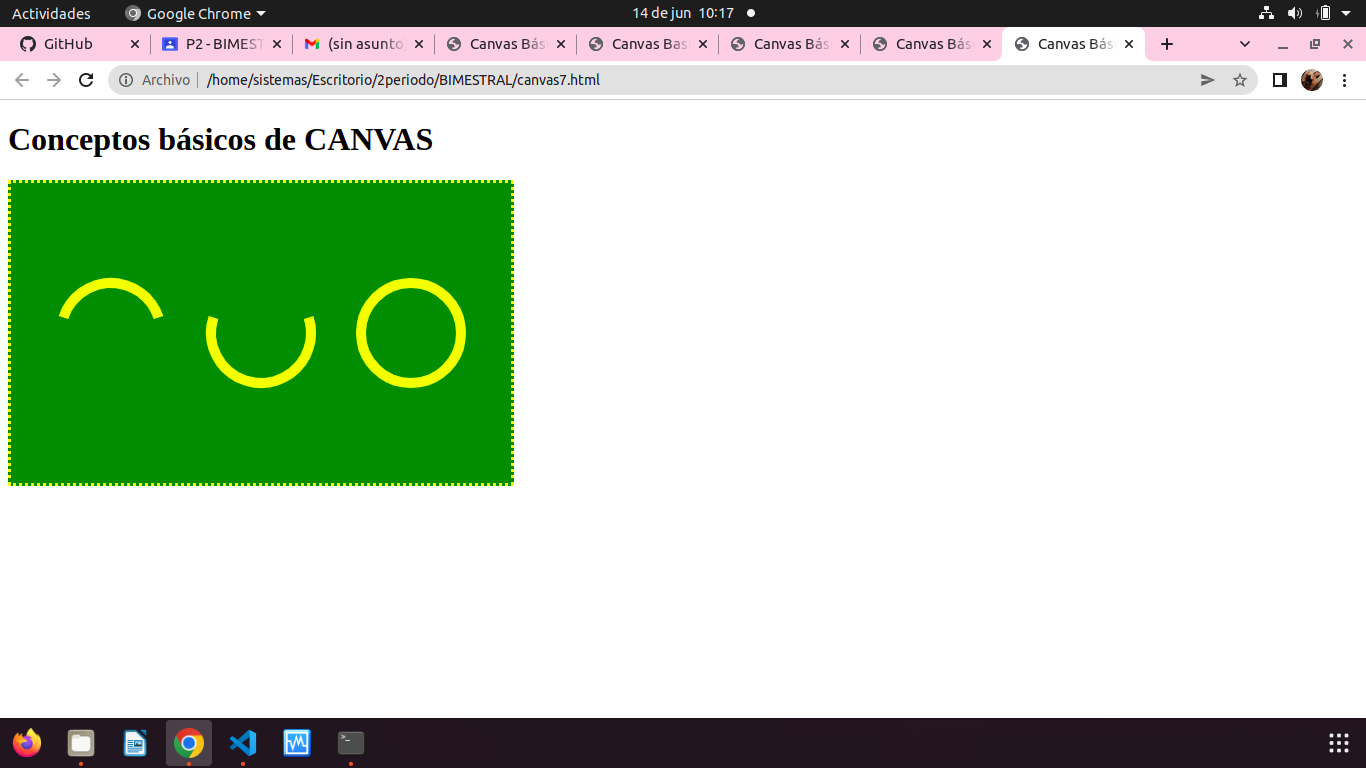 Actividades Google Chrome 14 de jun 10:17
GitHub P2 - BIMEST (sin asunto) Canvas Bás Canvas Bas Canvas Bás Canvas Bás Canvas Bás
Archivo /home/sistemas/Escritorio/2periodo/BIMESTRAL/canvas7.html
Conceptos básicos de CANVAS